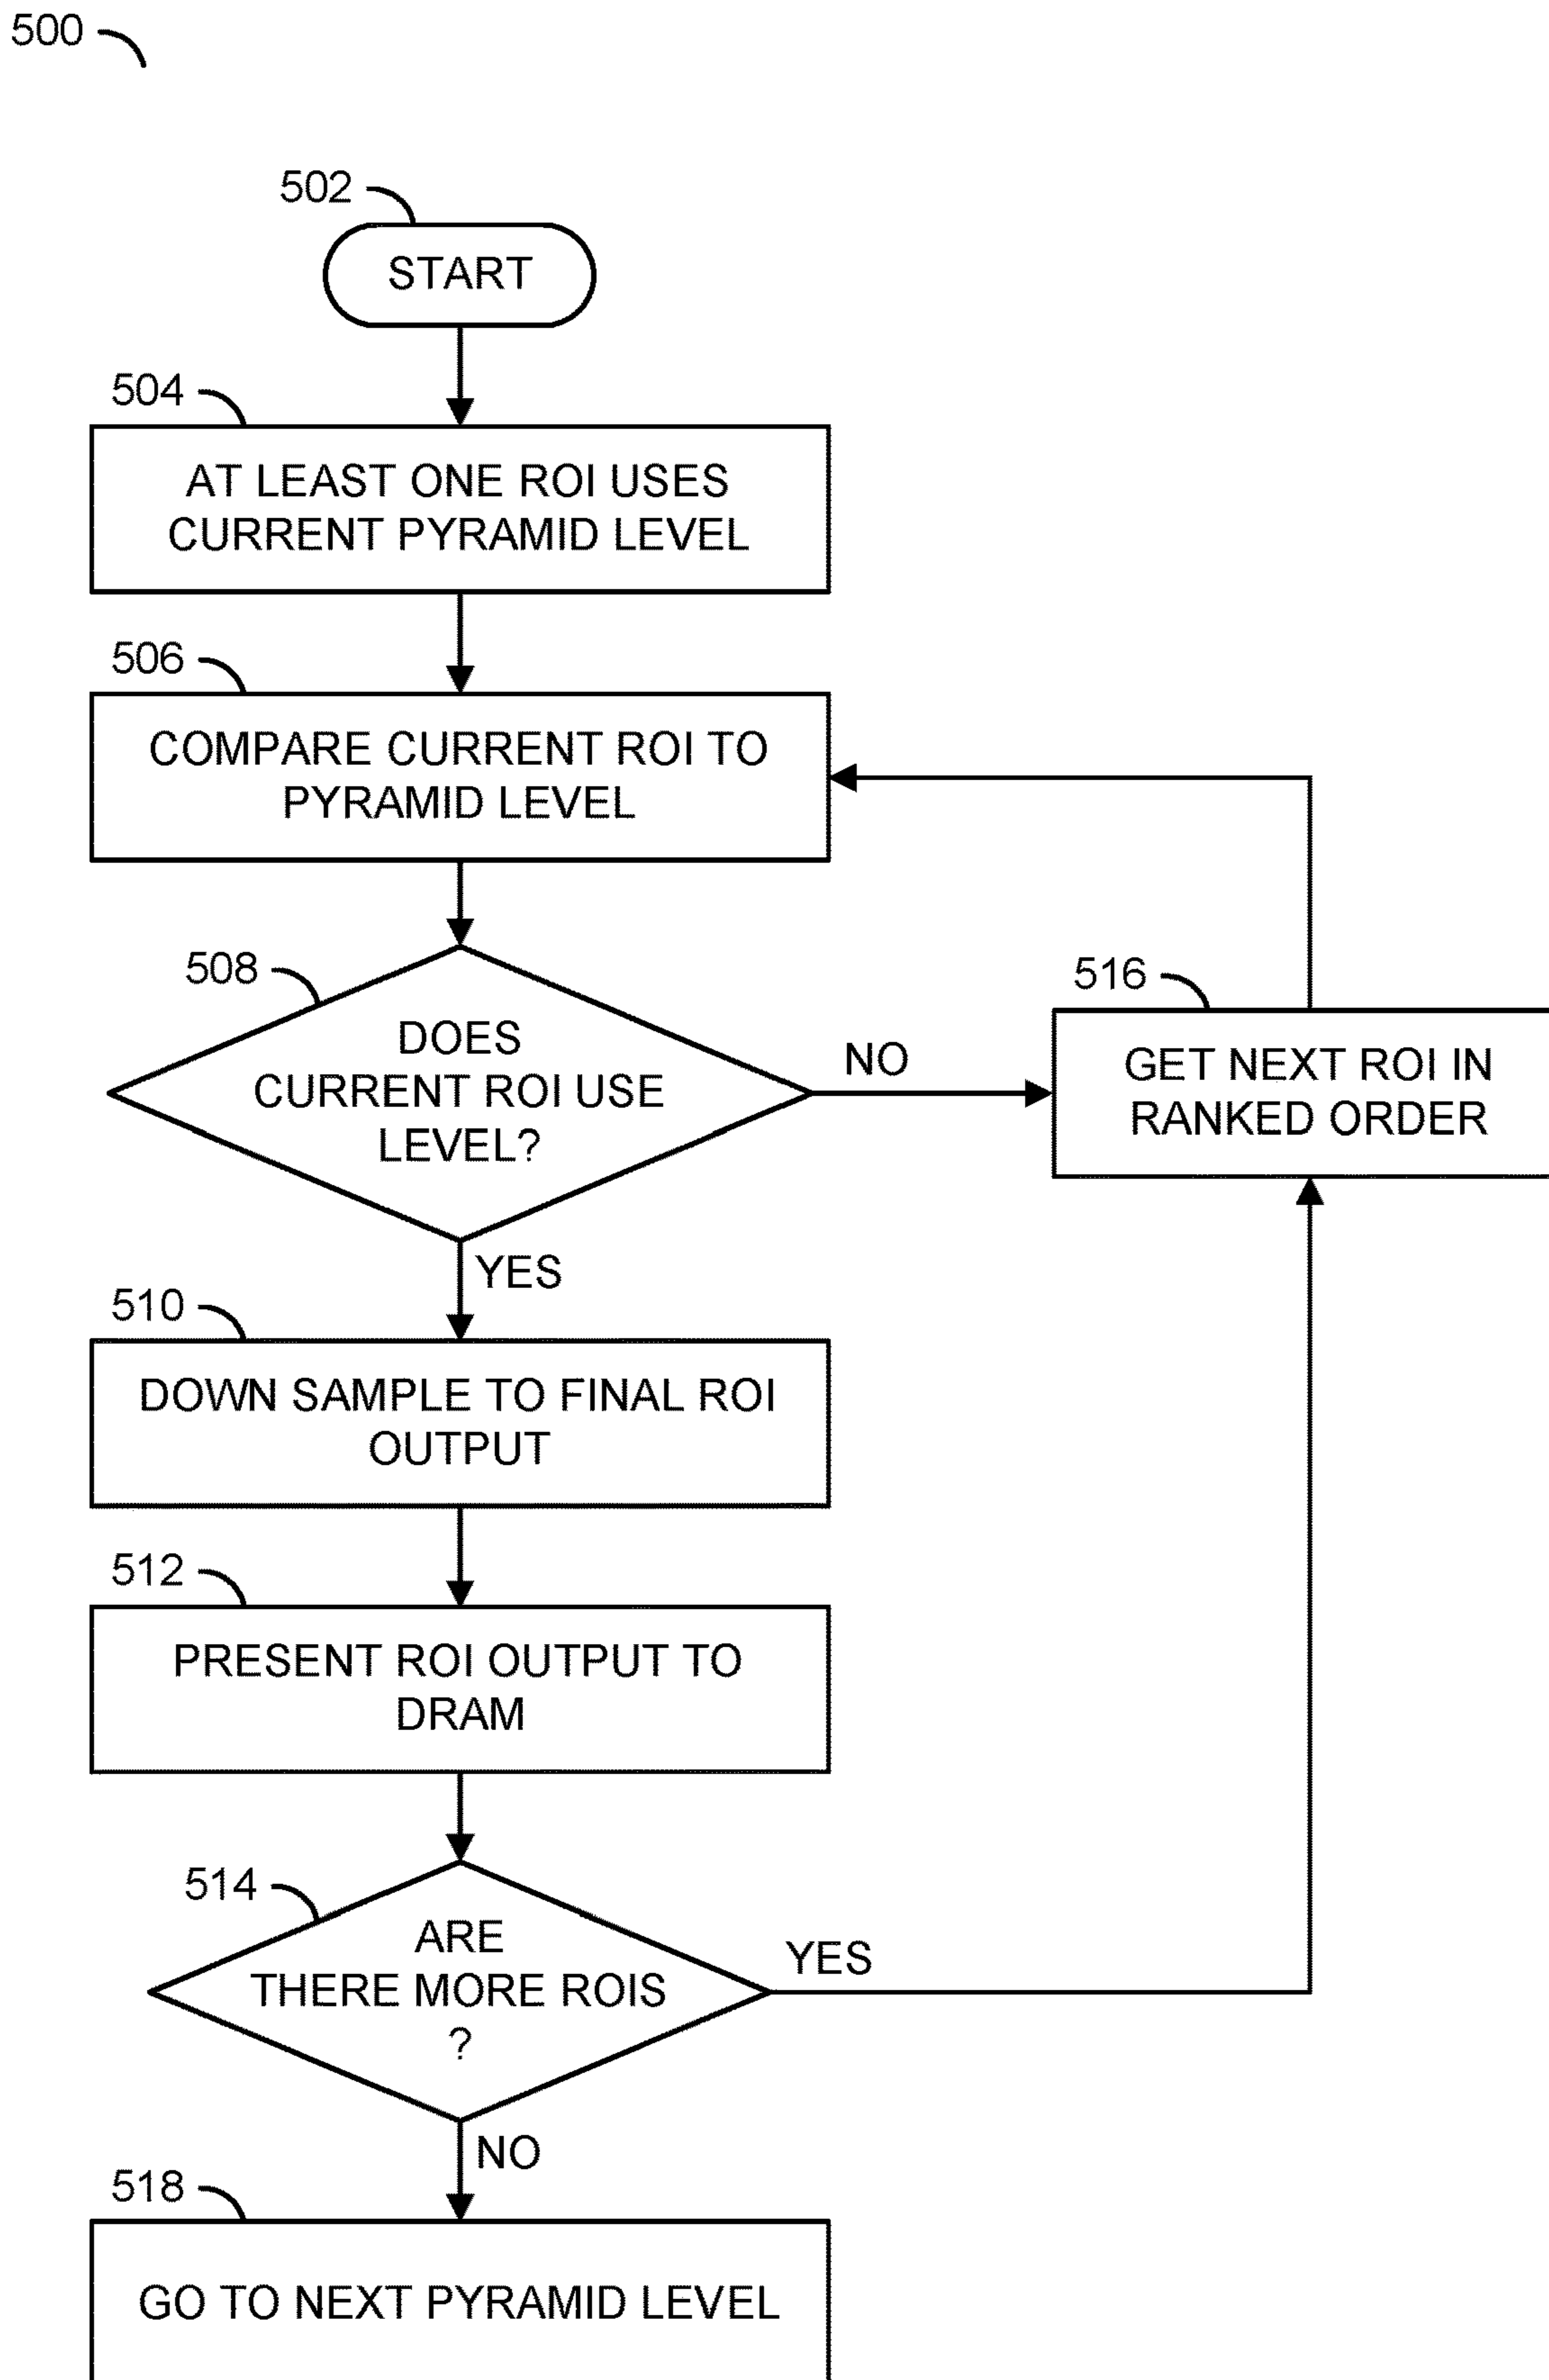 500
502
START
504
AT LEAST ONE ROI USES
CURRENT PYRAMID LEVEL
506
COMPARE CURRENT ROI TO
PYRAMID LEVEL
508
DOES
CURRENT ROI USE
LEVEL?
NO
516
GET NEXT ROI IN
RANKED ORDER
YES
510
DOWN SAMPLE TO FINAL ROI
OUTPUT
512
PRESENT ROI OUTPUT TO
DRAM
514
ARE
THERE MORE ROIS
?
YES
NO
518
GO TO NEXT PYRAMID LEVEL